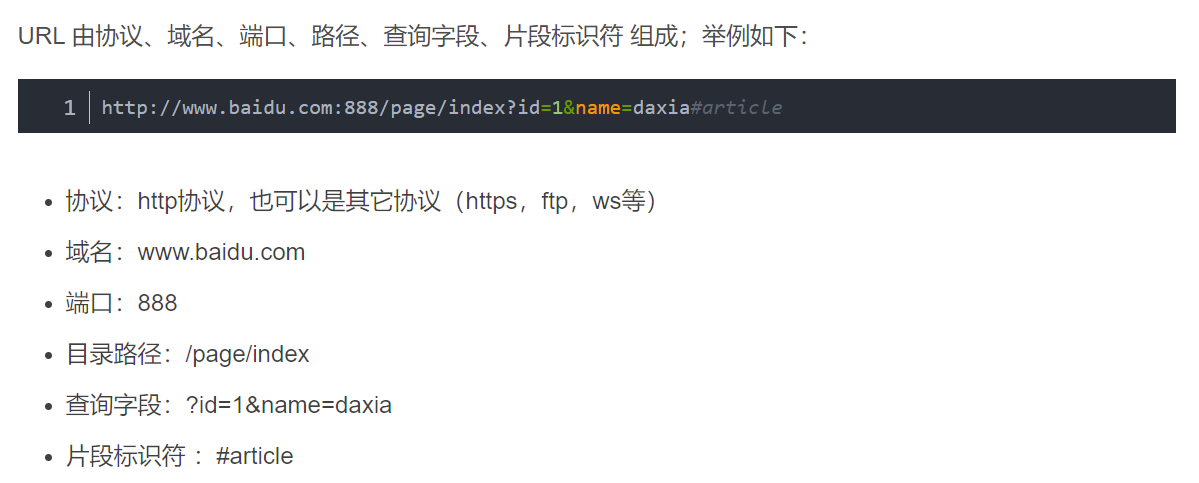 URL 由协议、域名、端口、路径、查询字段、片段标识符 组成；举例如下：
1 http://www.baidu.com:888/page/index?id=1&name=daxia#article
• 协议：http协议，也可以是其它协议（https，ftp，ws等）
• 域名：www.baidu.com
• 端口：888
• 目录路径：/page/index
• 查询字段：?id=1&name=daxia
• 片段标识符 ：#article